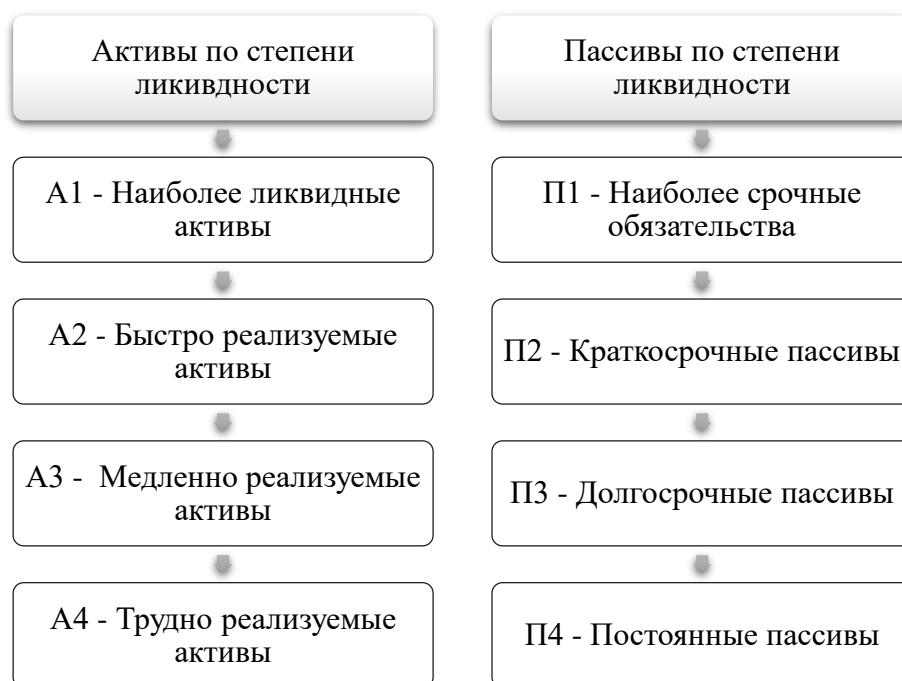 Активы по степени
ликивдности
А1 - Наиболее ликвидные
активы
А2 - Быстро реализуемые
активы
А3 -  Медленно реализуемые
активы
А4 - Трудно реализуемые
активы
Пассивы по степени
ликвидности
П1 - Наиболее срочные
обязательства
П2 - Краткосрочные пассивы
П3 - Долгосрочные пассивы
П4 - Постоянные пассивы